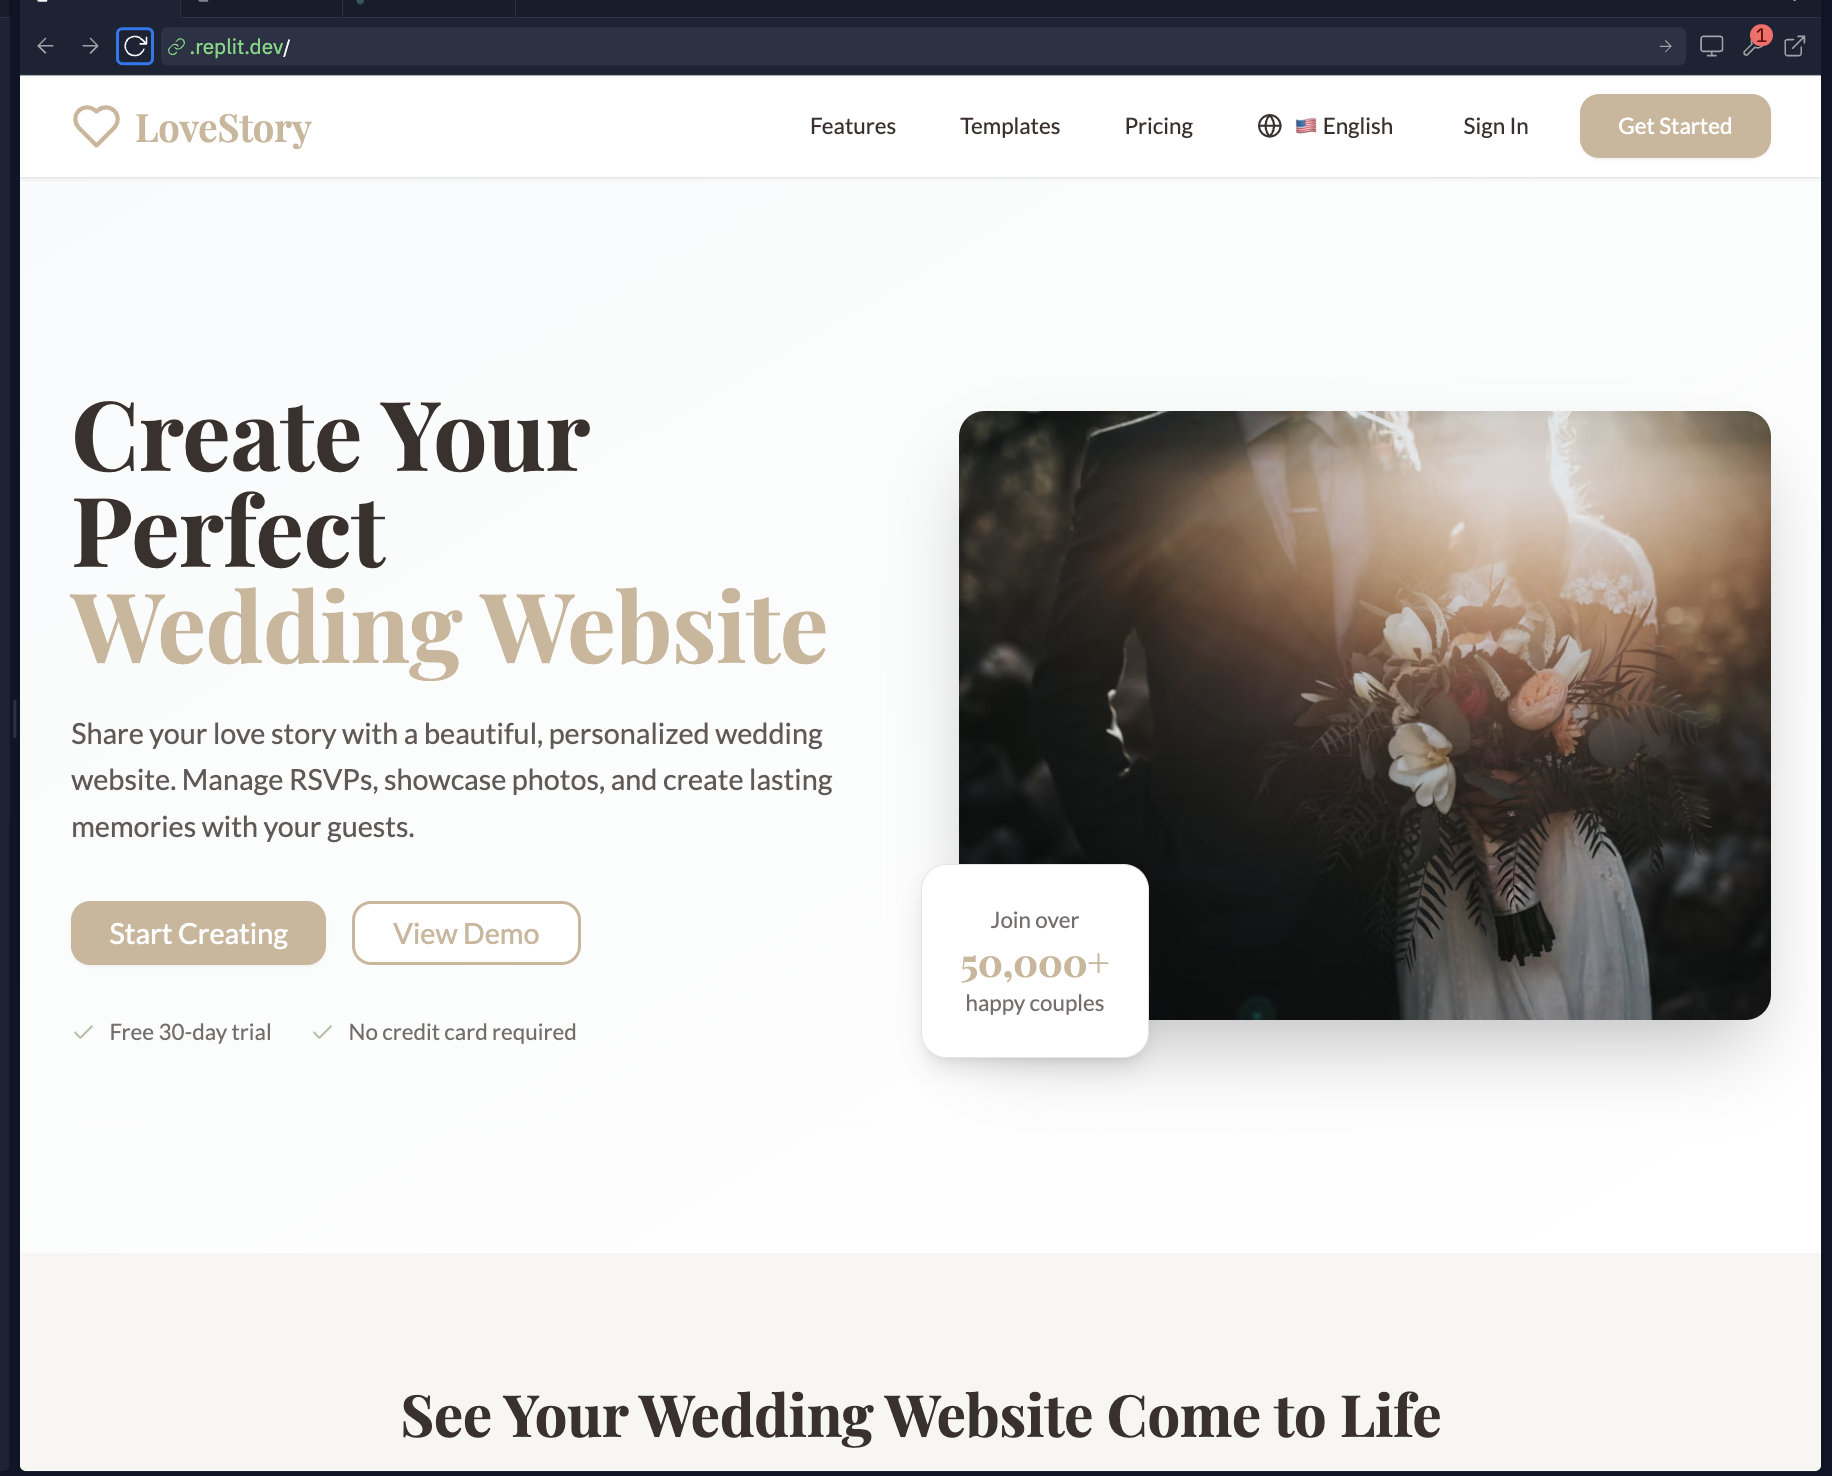 .replit.dev/
1
LoveStory
Features
Templates
Pricing
English
Sign In
Get Started
Create Your
Perfect
Wedding Website
Share your love story with a beautiful, personalized wedding
website. Manage RSVPs, showcase photos, and create lasting
memories with your guests.
Start Creating
View Demo
Free 30-day trial
No credit card required
Join over
50,000+
happy couples
See Your Wedding Website Come to Life